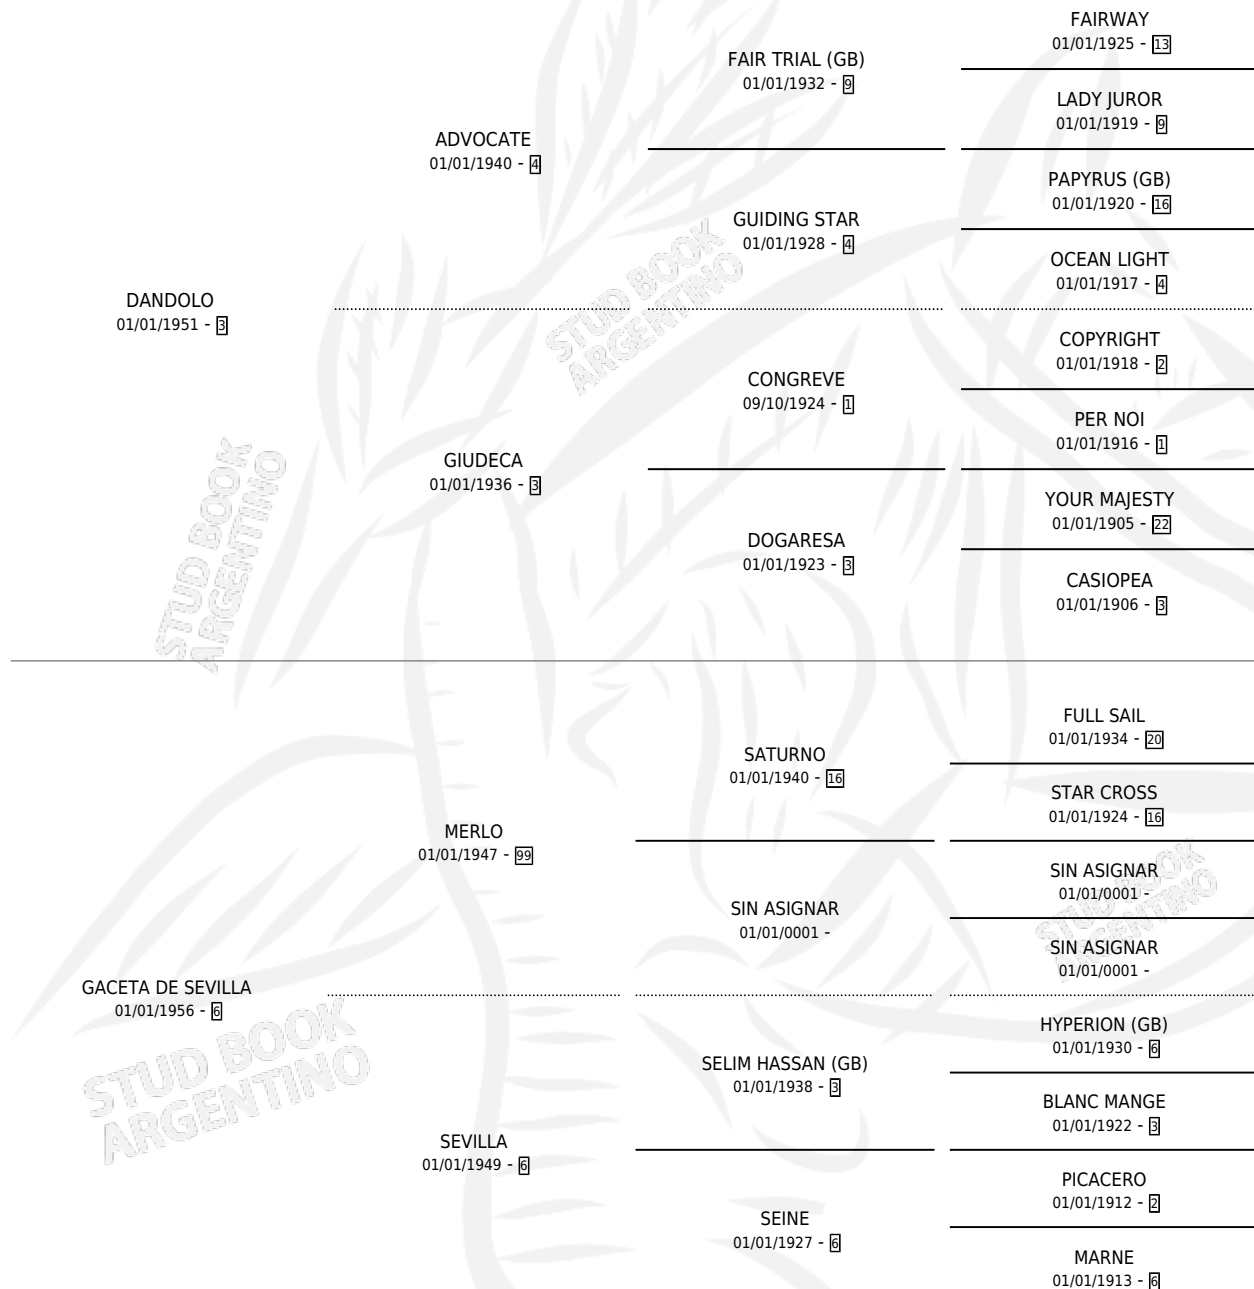 FAIRWAY
01/01/1925 - 13
FAIR TRIAL (GB)
01/01/1932 - 9
LADY JUROR
01/01/1919 - 9
ADVOCATE
01/01/1940 - 4
PAPYRUS (GB)
01/01/1920 - 16
GUIDING STAR
01/01/1928 - 4
OCEAN LIGHT
01/01/1917 - 4
DANDOLO
01/01/1951 - 3
COPYRIGHT
01/01/1918 - 2
CONGREVE
09/10/1924 - 1
PER NOI
01/01/1916 - 1
GIUDECA
01/01/1936 - 3
YOUR MAJESTY
01/01/1905 - 22
DOGARESA
01/01/1923 - 3
CASIOPEA
01/01/1906 - 3
STUD BOOK
ARGENTINO
STUD BOOK
ARGENTINO
FULL SAIL
01/01/1934 - 20
SATURNO
01/01/1940 - 16
STAR CROSS
01/01/1924 - 16
MERLO
01/01/1947 - 99
SIN ASIGNAR
01/01/0001 -
SIN ASIGNAR
01/01/0001 -
SIN ASIGNAR
01/01/0001 -
GACETA DE SEVILLA
01/01/1956 - 6
HYPERION (GB)
01/01/1930 - 6
SELIM HASSAN (GB)
01/01/1938 - 3
BLANC MANGE
01/01/1922 - 3
SEVILLA
01/01/1949 - 6
PICACERO
01/01/1912 - 2
SEINE
01/01/1927 - 6
MARNE
01/01/1913 - 6
STUD BOOK
ARGENTINO
STUD BOOK
ARGENTINO